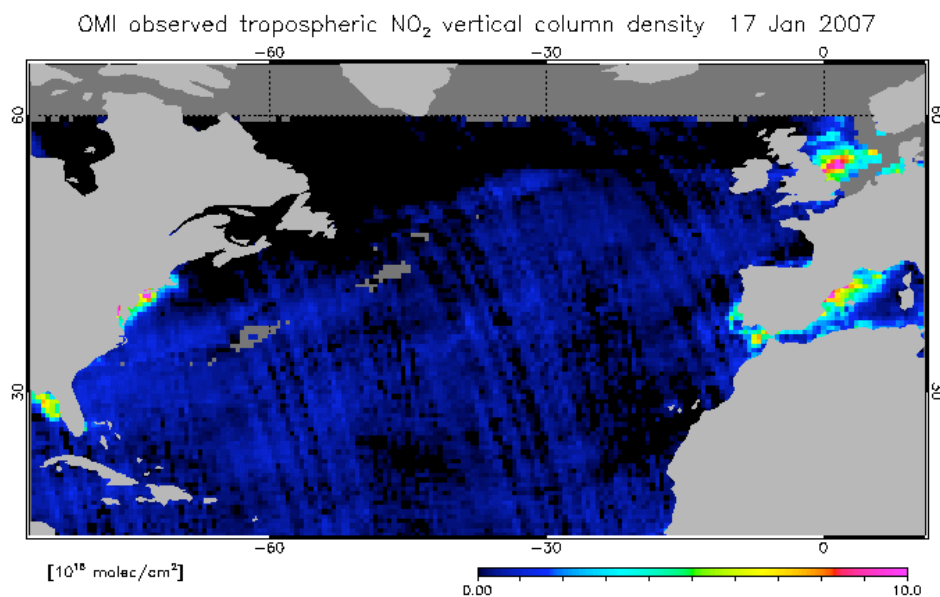 OMI observed tropospheric NO₂ vertical column density 17 Jan 2007
-60 -30 0
60 60
30 30
-60 -30 0
[10¹⁵ molec/cm²]
0.00 10.0